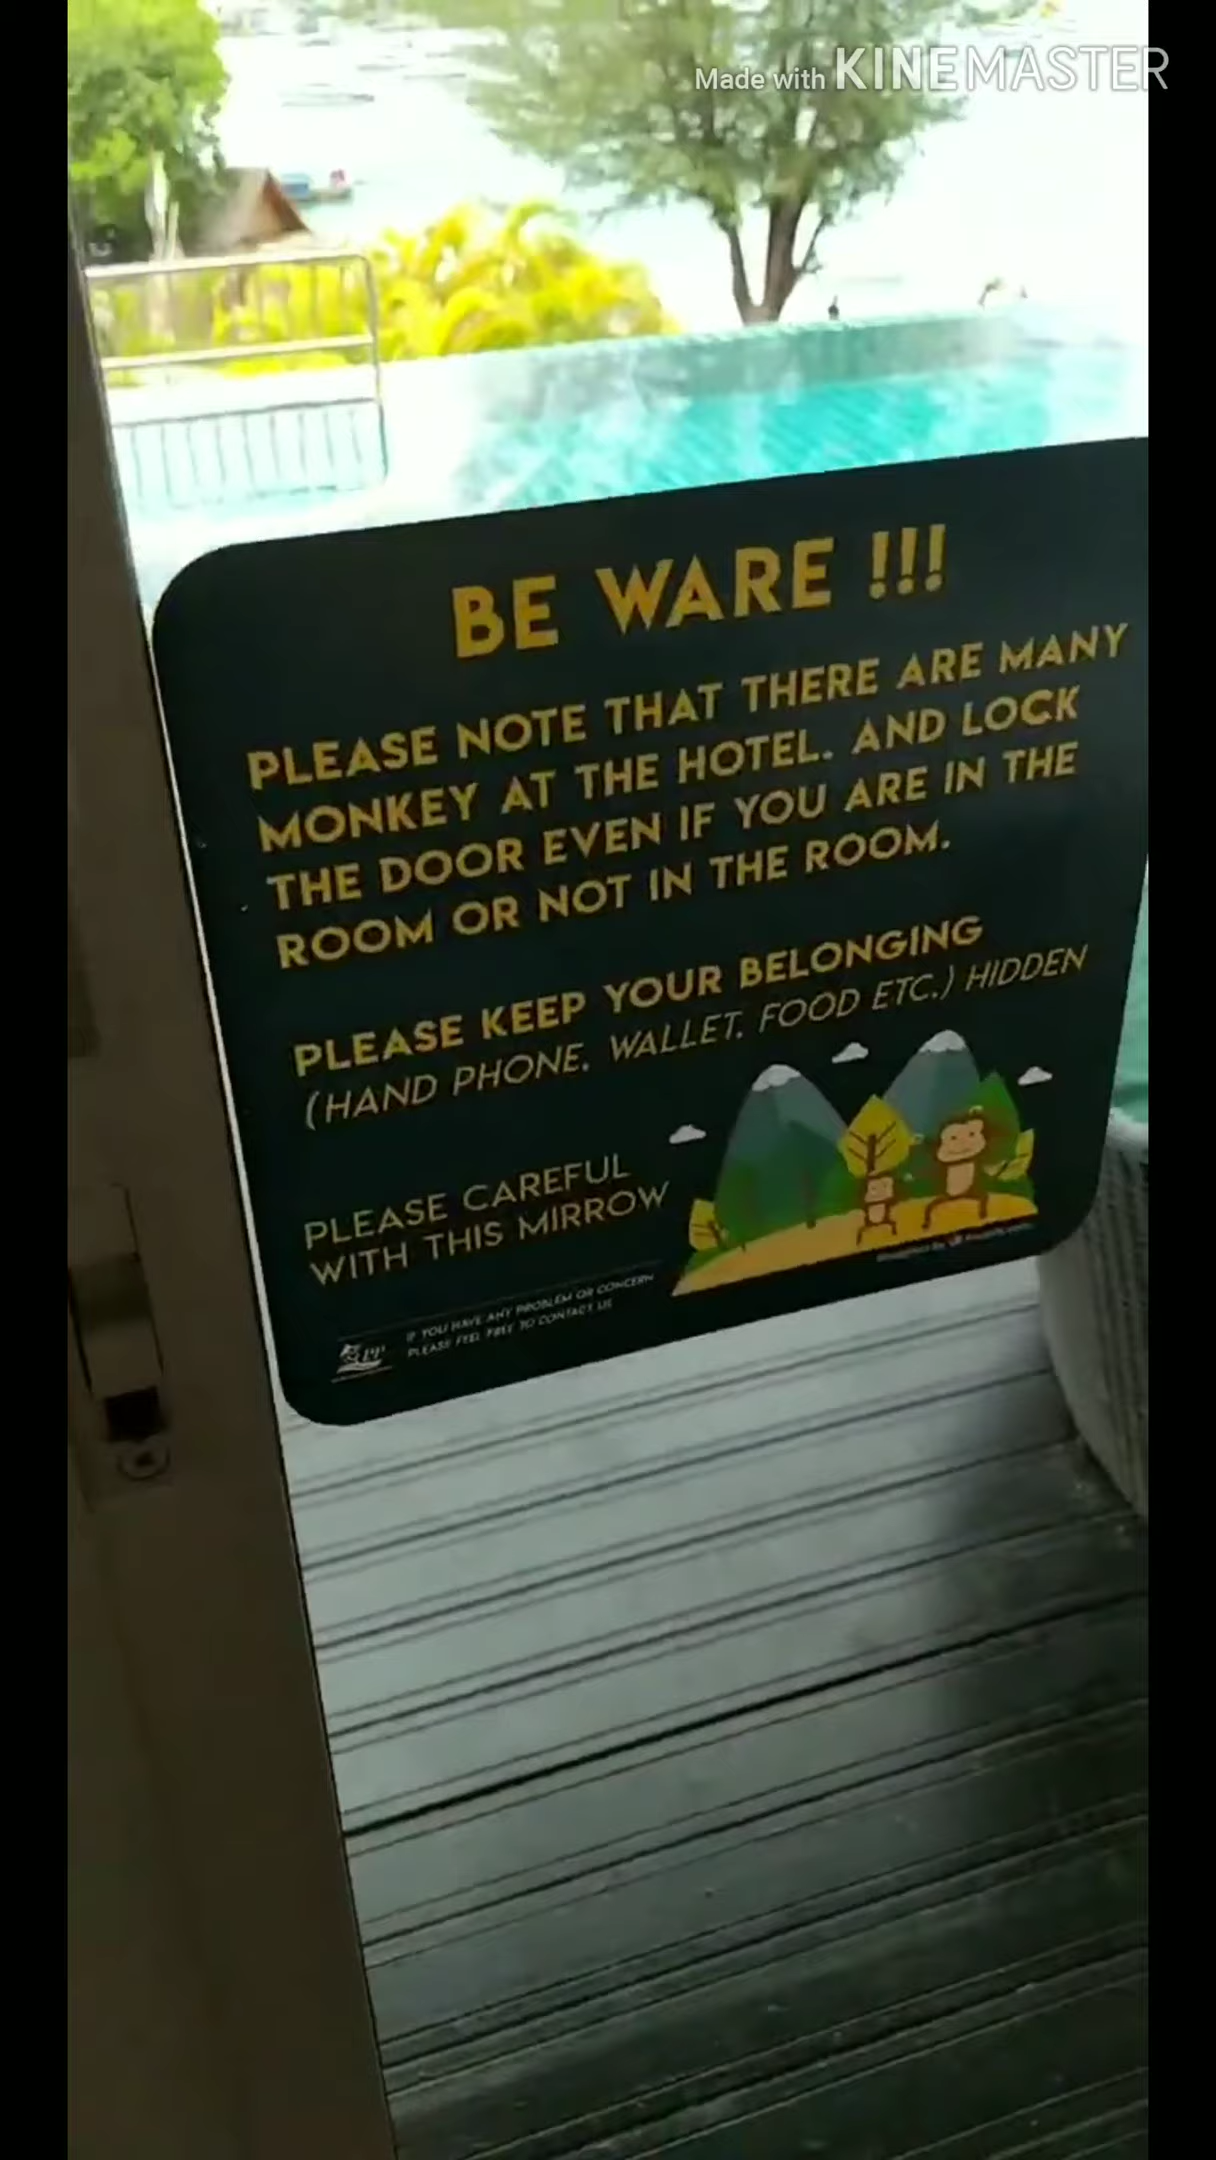 Made with KINEMASTER
BE WARE !!!
PLEASE NOTE THAT THERE ARE MANY
MONKEY AT THE HOTEL. AND LOCK
THE DOOR EVEN IF YOU ARE IN THE
ROOM OR NOT IN THE ROOM.
PLEASE KEEP YOUR BELONGING
(HAND PHONE, WALLET, FOOD ETC.) HIDDEN
PLEASE CAREFUL
WITH THIS MIRROW
IF YOU HAVE ANY PROBLEM OR CONCERN
PLEASE FEEL FREE TO CONTACT US
PP